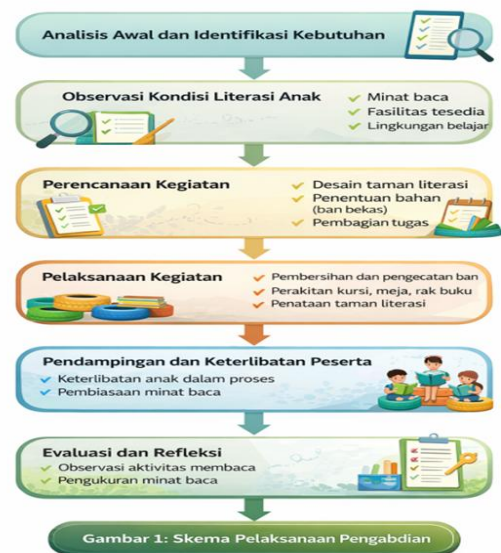 Analisis Awal dan Identifikasi Kebutuhan
Observasi Kondisi Literasi Anak
Minat baca
Fasilitas tesedia
Lingkungan belajar
Perencanaan Kegiatan
Desain taman literasi
Penentuan bahan
(ban bekas)
Pembagian tugas
Pelaksanaan Kegiatan
Pembersihan dan pengecatan ban
Perakitan kursi, meja, rak buku
Penataan taman literasi
Pendampingan dan Keterlibatan Peserta
Keterlibatan anak dalam proses
Pembiasaan minat baca
Evaluasi dan Refleksi
Observasi aktivitas membaca
Pengukuran minat baca
Gambar 1: Skema Pelaksanaan Pengabdian